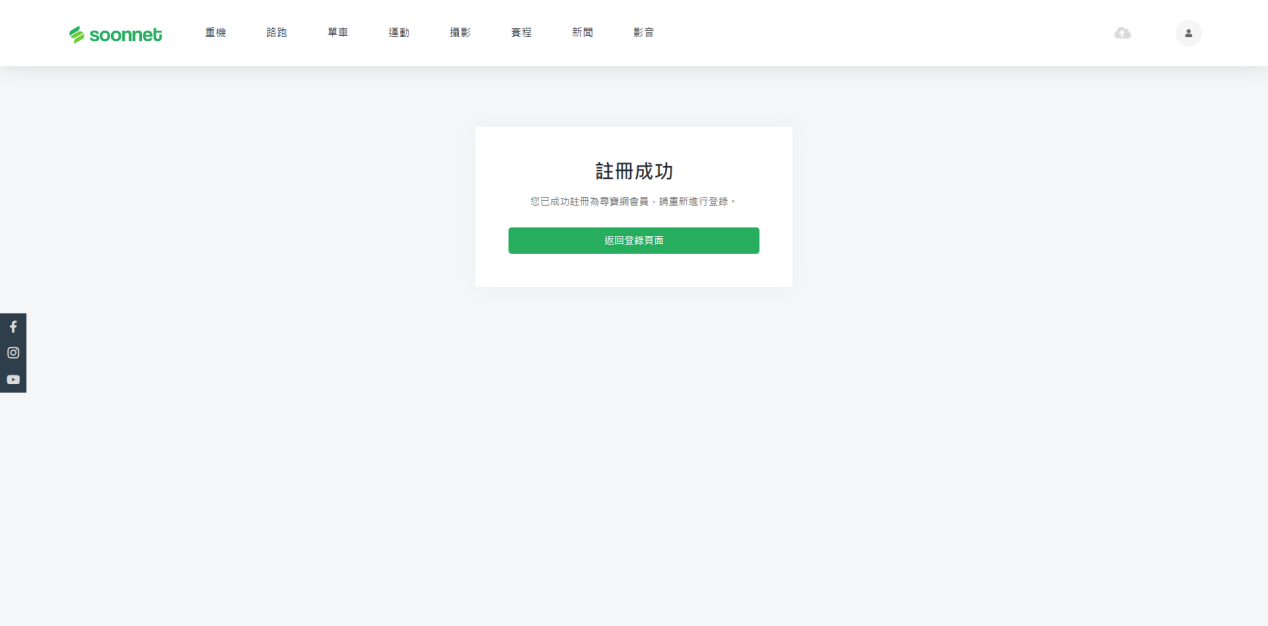 soonnet 重機 路跑 單車 運動 攝影 賽程 新聞 影音
註冊成功
您已成功註冊為尋寶網會員，請重新進行登錄。
返回登錄頁面